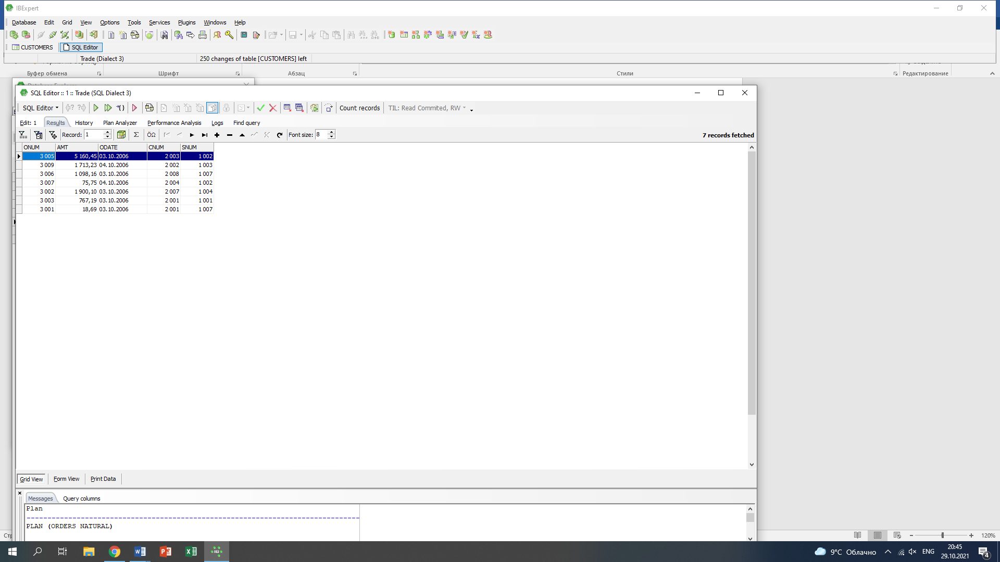 IBExpert
Database Edit Grid View Options Tools Services Plugins Windows Help
CUSTOMERS SQL Editor
Trade (Dialect 3) 250 changes of table [CUSTOMERS] left
Буфер обмена Шрифт Абзац Стили Редактирование
SQL Editor :: 1 :: Trade (SQL Dialect 3)
SQL Editor Count records TIL: Read Commited, RW
Edit: 1 Results History Plan Analyzer Performance Analysis Logs Find query
Record: 1 Font size: 8 7 records fetched
ONUM AMT ODATE CNUM SNUM
3 005 5 160,45 03.10.2006 2 003 1 002
3 009 1 713,23 04.10.2006 2 002 1 003
3 006 1 098,16 03.10.2006 2 008 1 007
3 007 75,75 04.10.2006 2 004 1 002
3 002 1 900,10 03.10.2006 2 007 1 004
3 003 767,19 03.10.2006 2 001 1 001
3 001 18,69 03.10.2006 2 001 1 007
Grid View Form View Print Data
Messages Query columns
Plan
--------------------------------------------------------------------------------
PLAN (ORDERS NATURAL)
120%
9°C Облачно ENG 20:45
29.10.2021 4